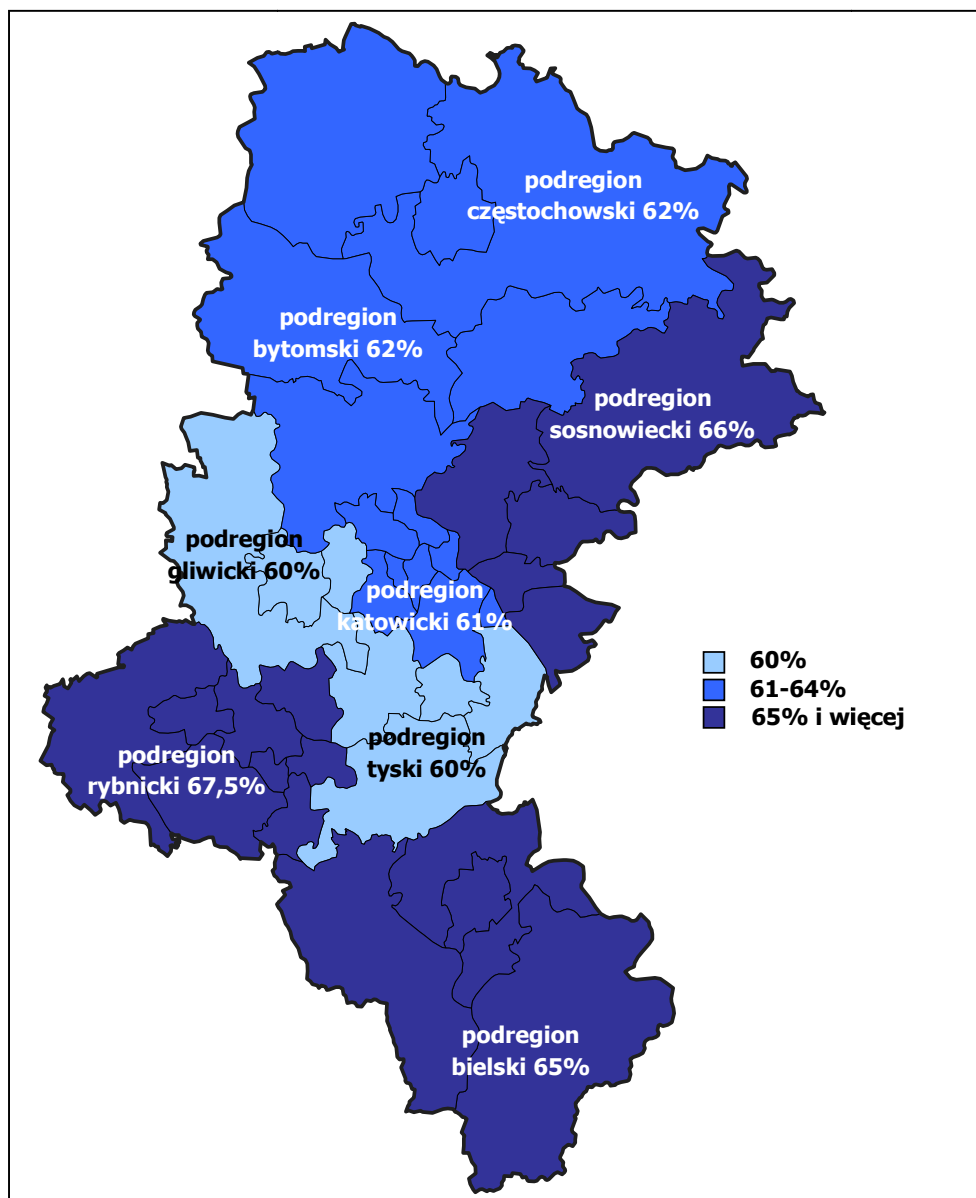 podregion
częstochowski 62%
podregion
bytomski 62%
podregion
sosnowiecki 66%
podregion
gliwicki 60%
podregion
katowicki 61%
60%
61-64%
65% i więcej
podregion
tyski 60%
podregion
rybnicki 67,5%
podregion
bielski 65%